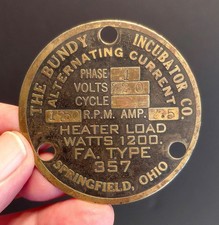 THE BUNDY INCUBATOR CO.
ALTERNATING CURRENT
PHASE
VOLTS
CYCLE
R.P.M. AMP.
HEATER LOAD
WATTS 1200.
FA. TYPE
357
SPRINGFIELD, OHIO